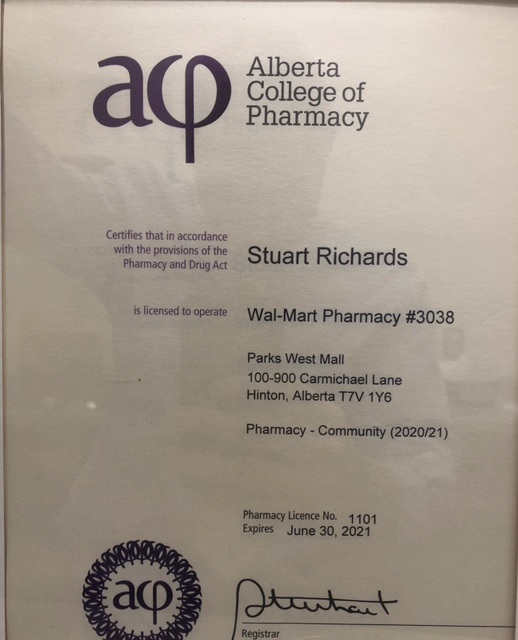 acp
Alberta
College of
Pharmacy
Certifies that in accordance
with the provisions of the
Pharmacy and Drug Act
Stuart Richards
is licensed to operate
Wal-Mart Pharmacy #3038
Parks West Mall
100-900 Carmichael Lane
Hinton, Alberta T7V 1Y6
Pharmacy - Community (2020/21)
Pharmacy Licence No. 1101
Expires June 30, 2021
acp
Registrar